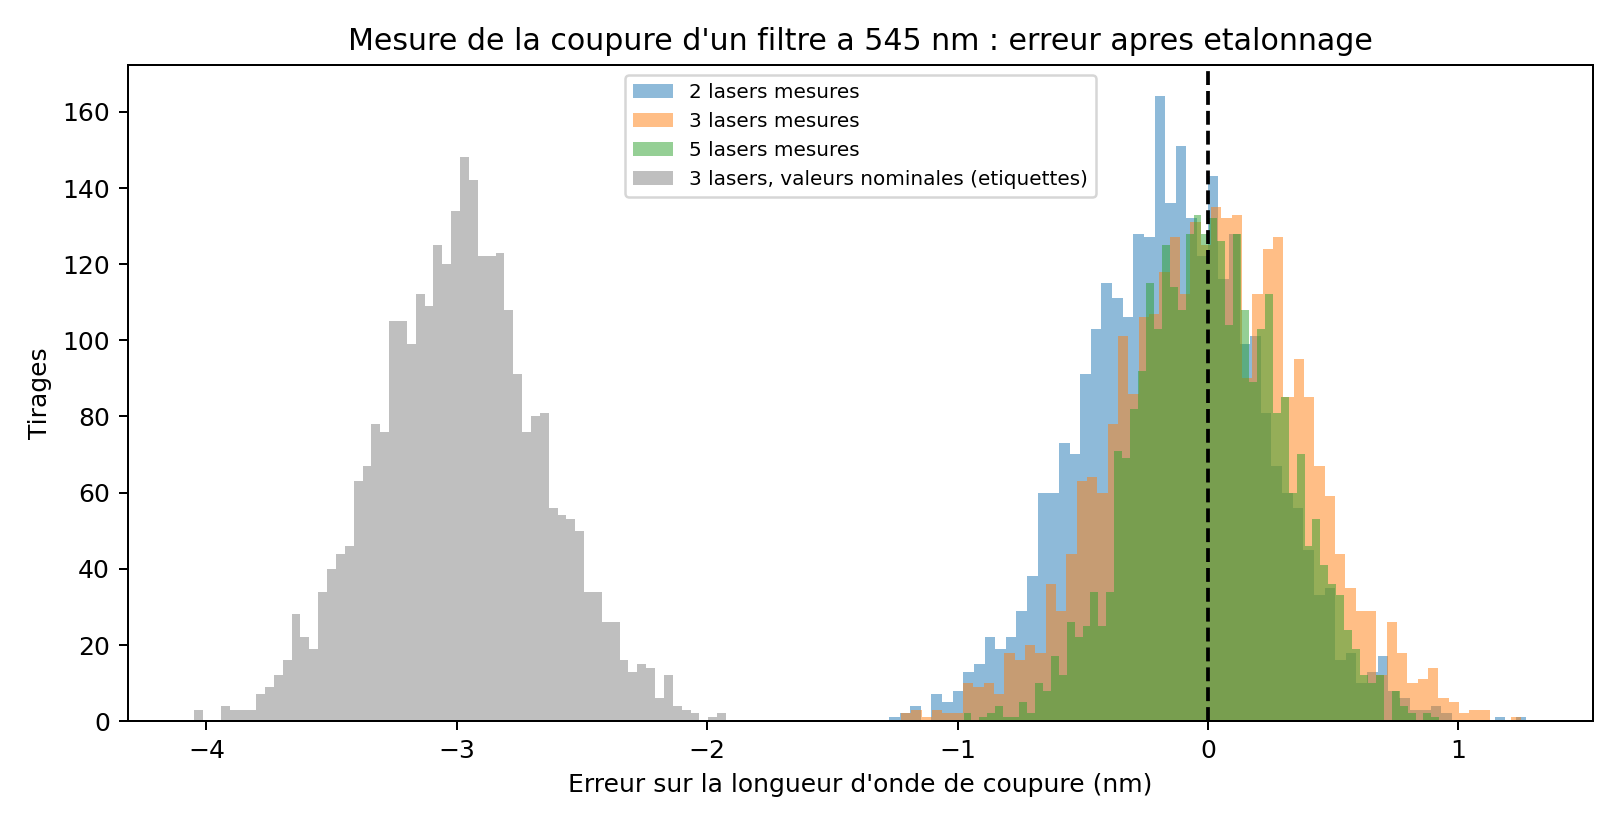 Mesure de la coupure d'un filtre a 545 nm : erreur apres etalonnage
2 lasers mesures
3 lasers mesures
5 lasers mesures
3 lasers, valeurs nominales (etiquettes)
Tirages
160
140
120
100
80
60
40
20
0
−4 −3 −2 −1 0 1
Erreur sur la longueur d'onde de coupure (nm)